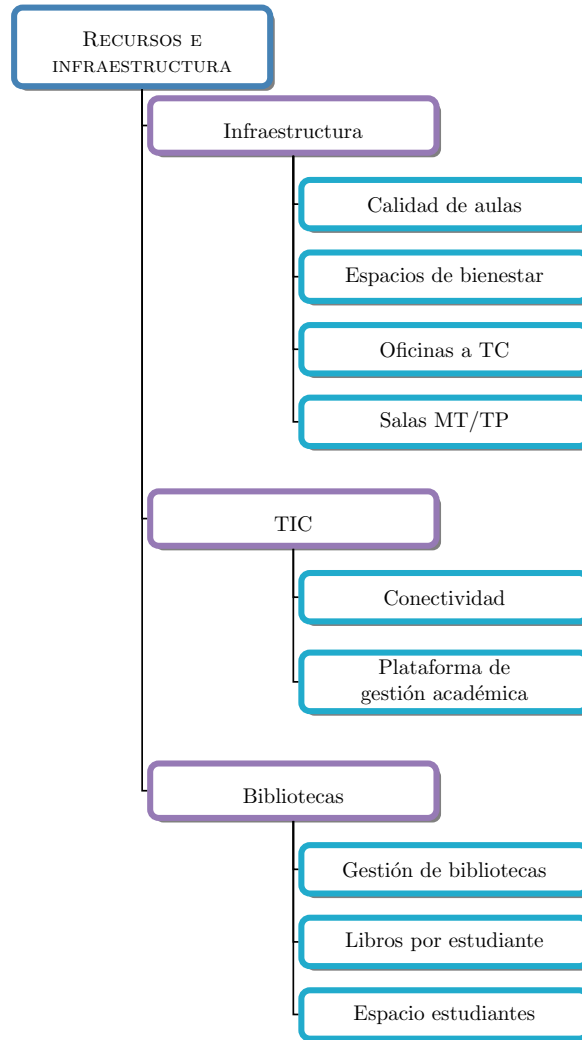 RECURSOS E
INFRAESTRUCTURA
Infraestructura
Calidad de aulas
Espacios de bienestar
Oficinas a TC
Salas MT/TP
TIC
Conectividad
Plataforma de
gestión académica
Bibliotecas
Gestión de bibliotecas
Libros por estudiante
Espacio estudiantes